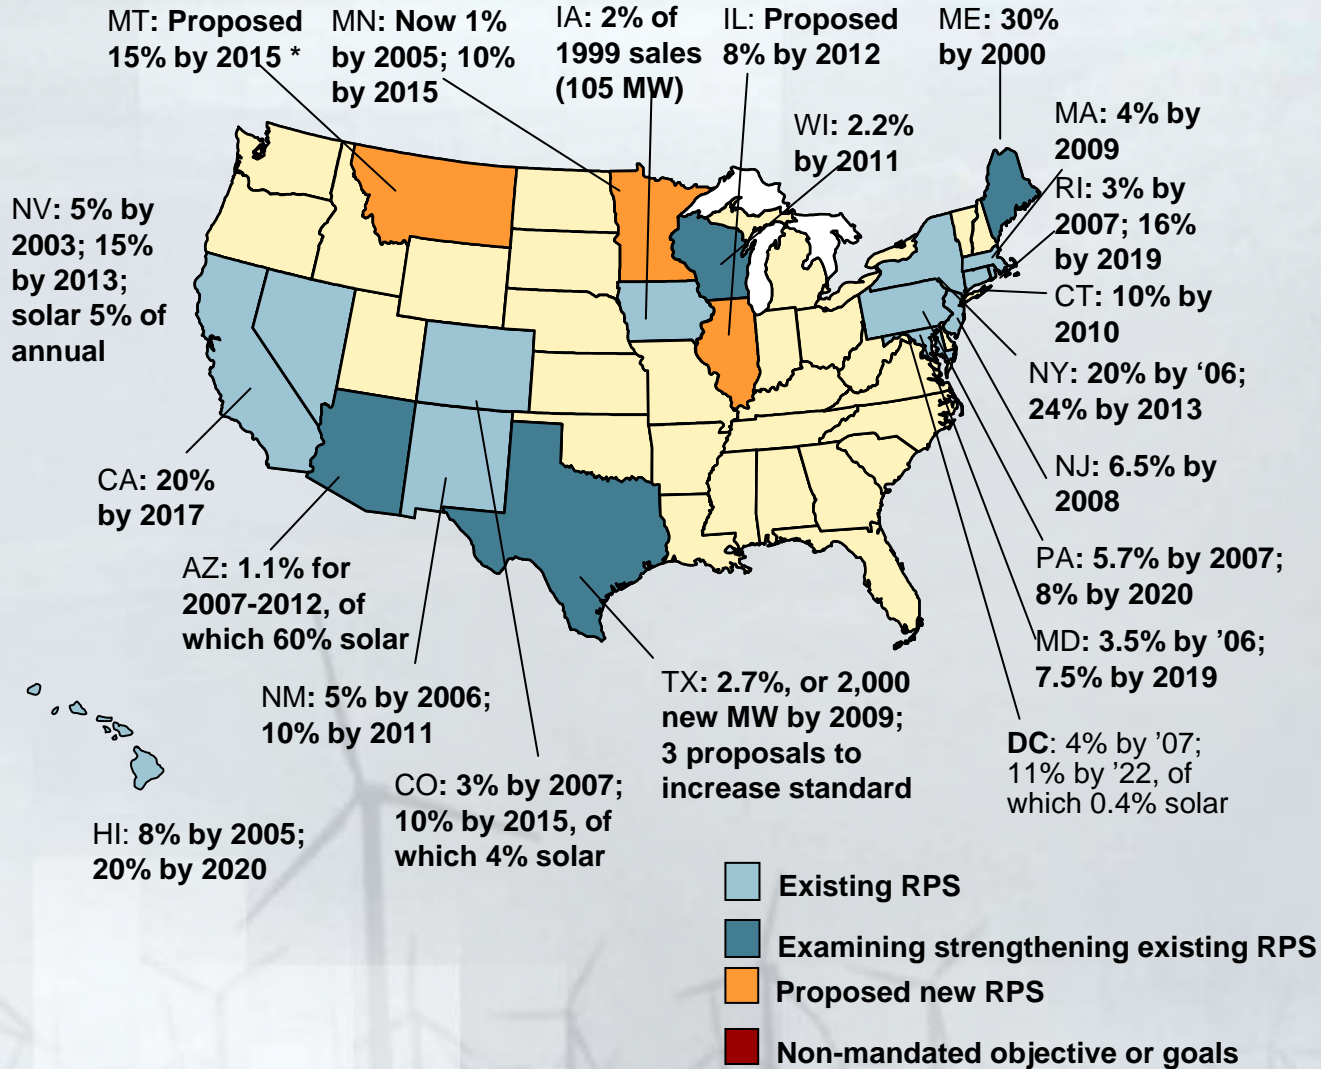 MT: Proposed
15% by 2015 *
MN: Now 1%
by 2005; 10%
by 2015
IA: 2% of
1999 sales
(105 MW)
IL: Proposed
8% by 2012
ME: 30%
by 2000
WI: 2.2%
by 2011
MA: 4% by
2009
RI: 3% by
2007; 16%
by 2019
CT: 10% by
2010
NY: 20% by ‘06;
24% by 2013
NJ: 6.5% by
2008
PA: 5.7% by 2007;
8% by 2020
MD: 3.5% by ’06;
7.5% by 2019
DC: 4% by ’07;
11% by ’22, of
which 0.4% solar
NV: 5% by
2003; 15%
by 2013;
solar 5% of
annual
CA: 20%
by 2017
AZ: 1.1% for
2007-2012, of
which 60% solar
NM: 5% by 2006;
10% by 2011
CO: 3% by 2007;
10% by 2015, of
which 4% solar
TX: 2.7%, or 2,000
new MW by 2009;
3 proposals to
increase standard
HI: 8% by 2005;
20% by 2020
Existing RPS
Examining strengthening existing RPS
Proposed new RPS
Non-mandated objective or goals